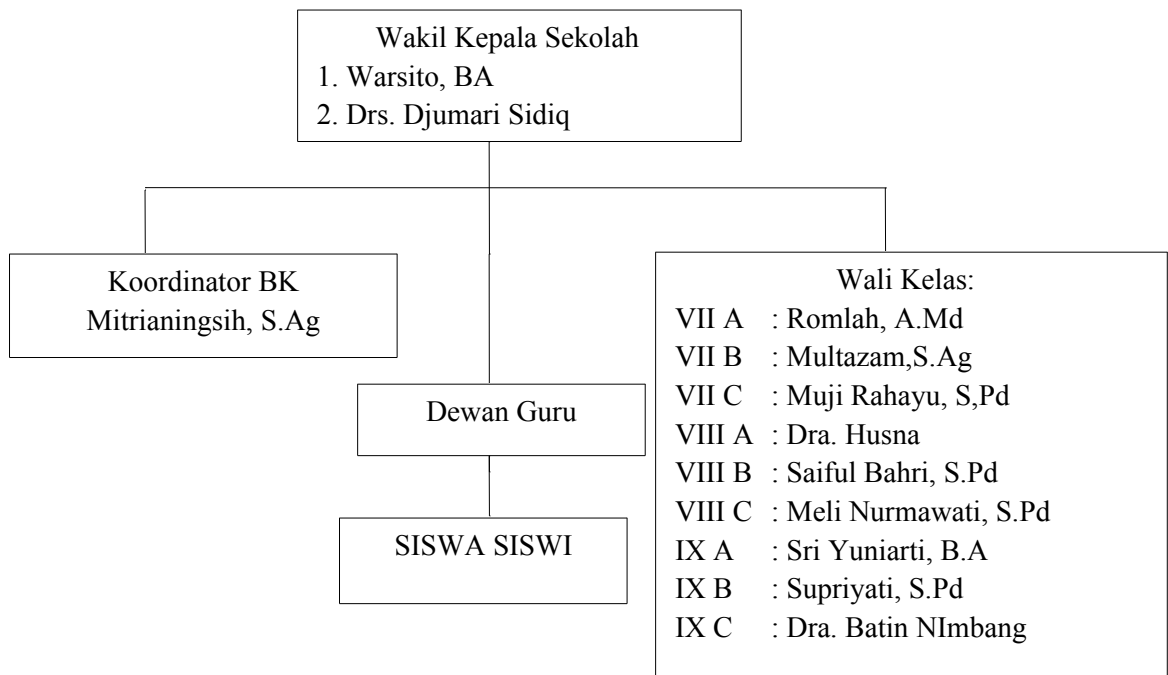 Wakil Kepala Sekolah
1. Warsito, BA
2. Drs. Djumari Sidiq
Koordinator BK
Mitrianingsih, S.Ag
Dewan Guru
SISWA SISWI
Wali Kelas:
VII A : Romlah, A.Md
VII B : Multazam,S.Ag
VII C : Muji Rahayu, S,Pd
VIII A : Dra. Husna
VIII B : Saiful Bahri, S.Pd
VIII C : Meli Nurmawati, S.Pd
IX A : Sri Yuniarti, B.A
IX B : Supriyati, S.Pd
IX C : Dra. Batin NImbang